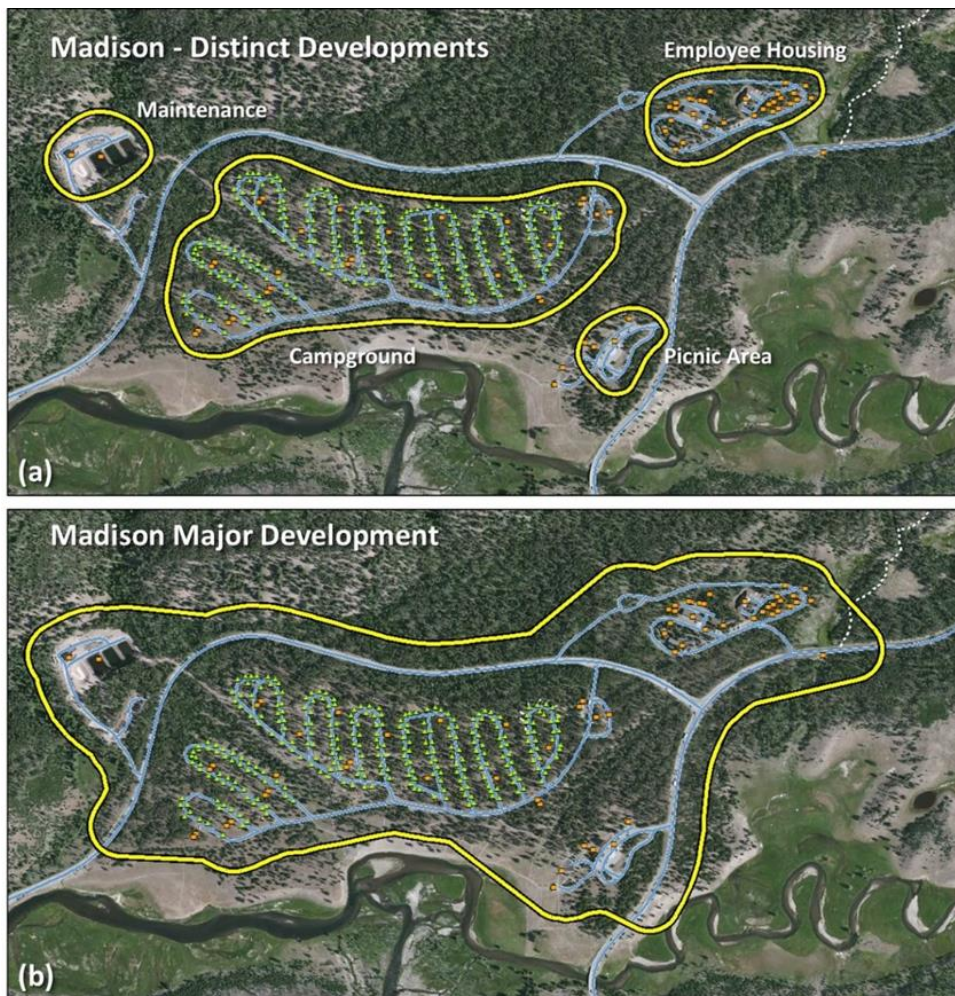 Madison - Distinct Developments
Employee Housing
Maintenance
Campground
Picnic Area
(a)
Madison Major Development
(b)